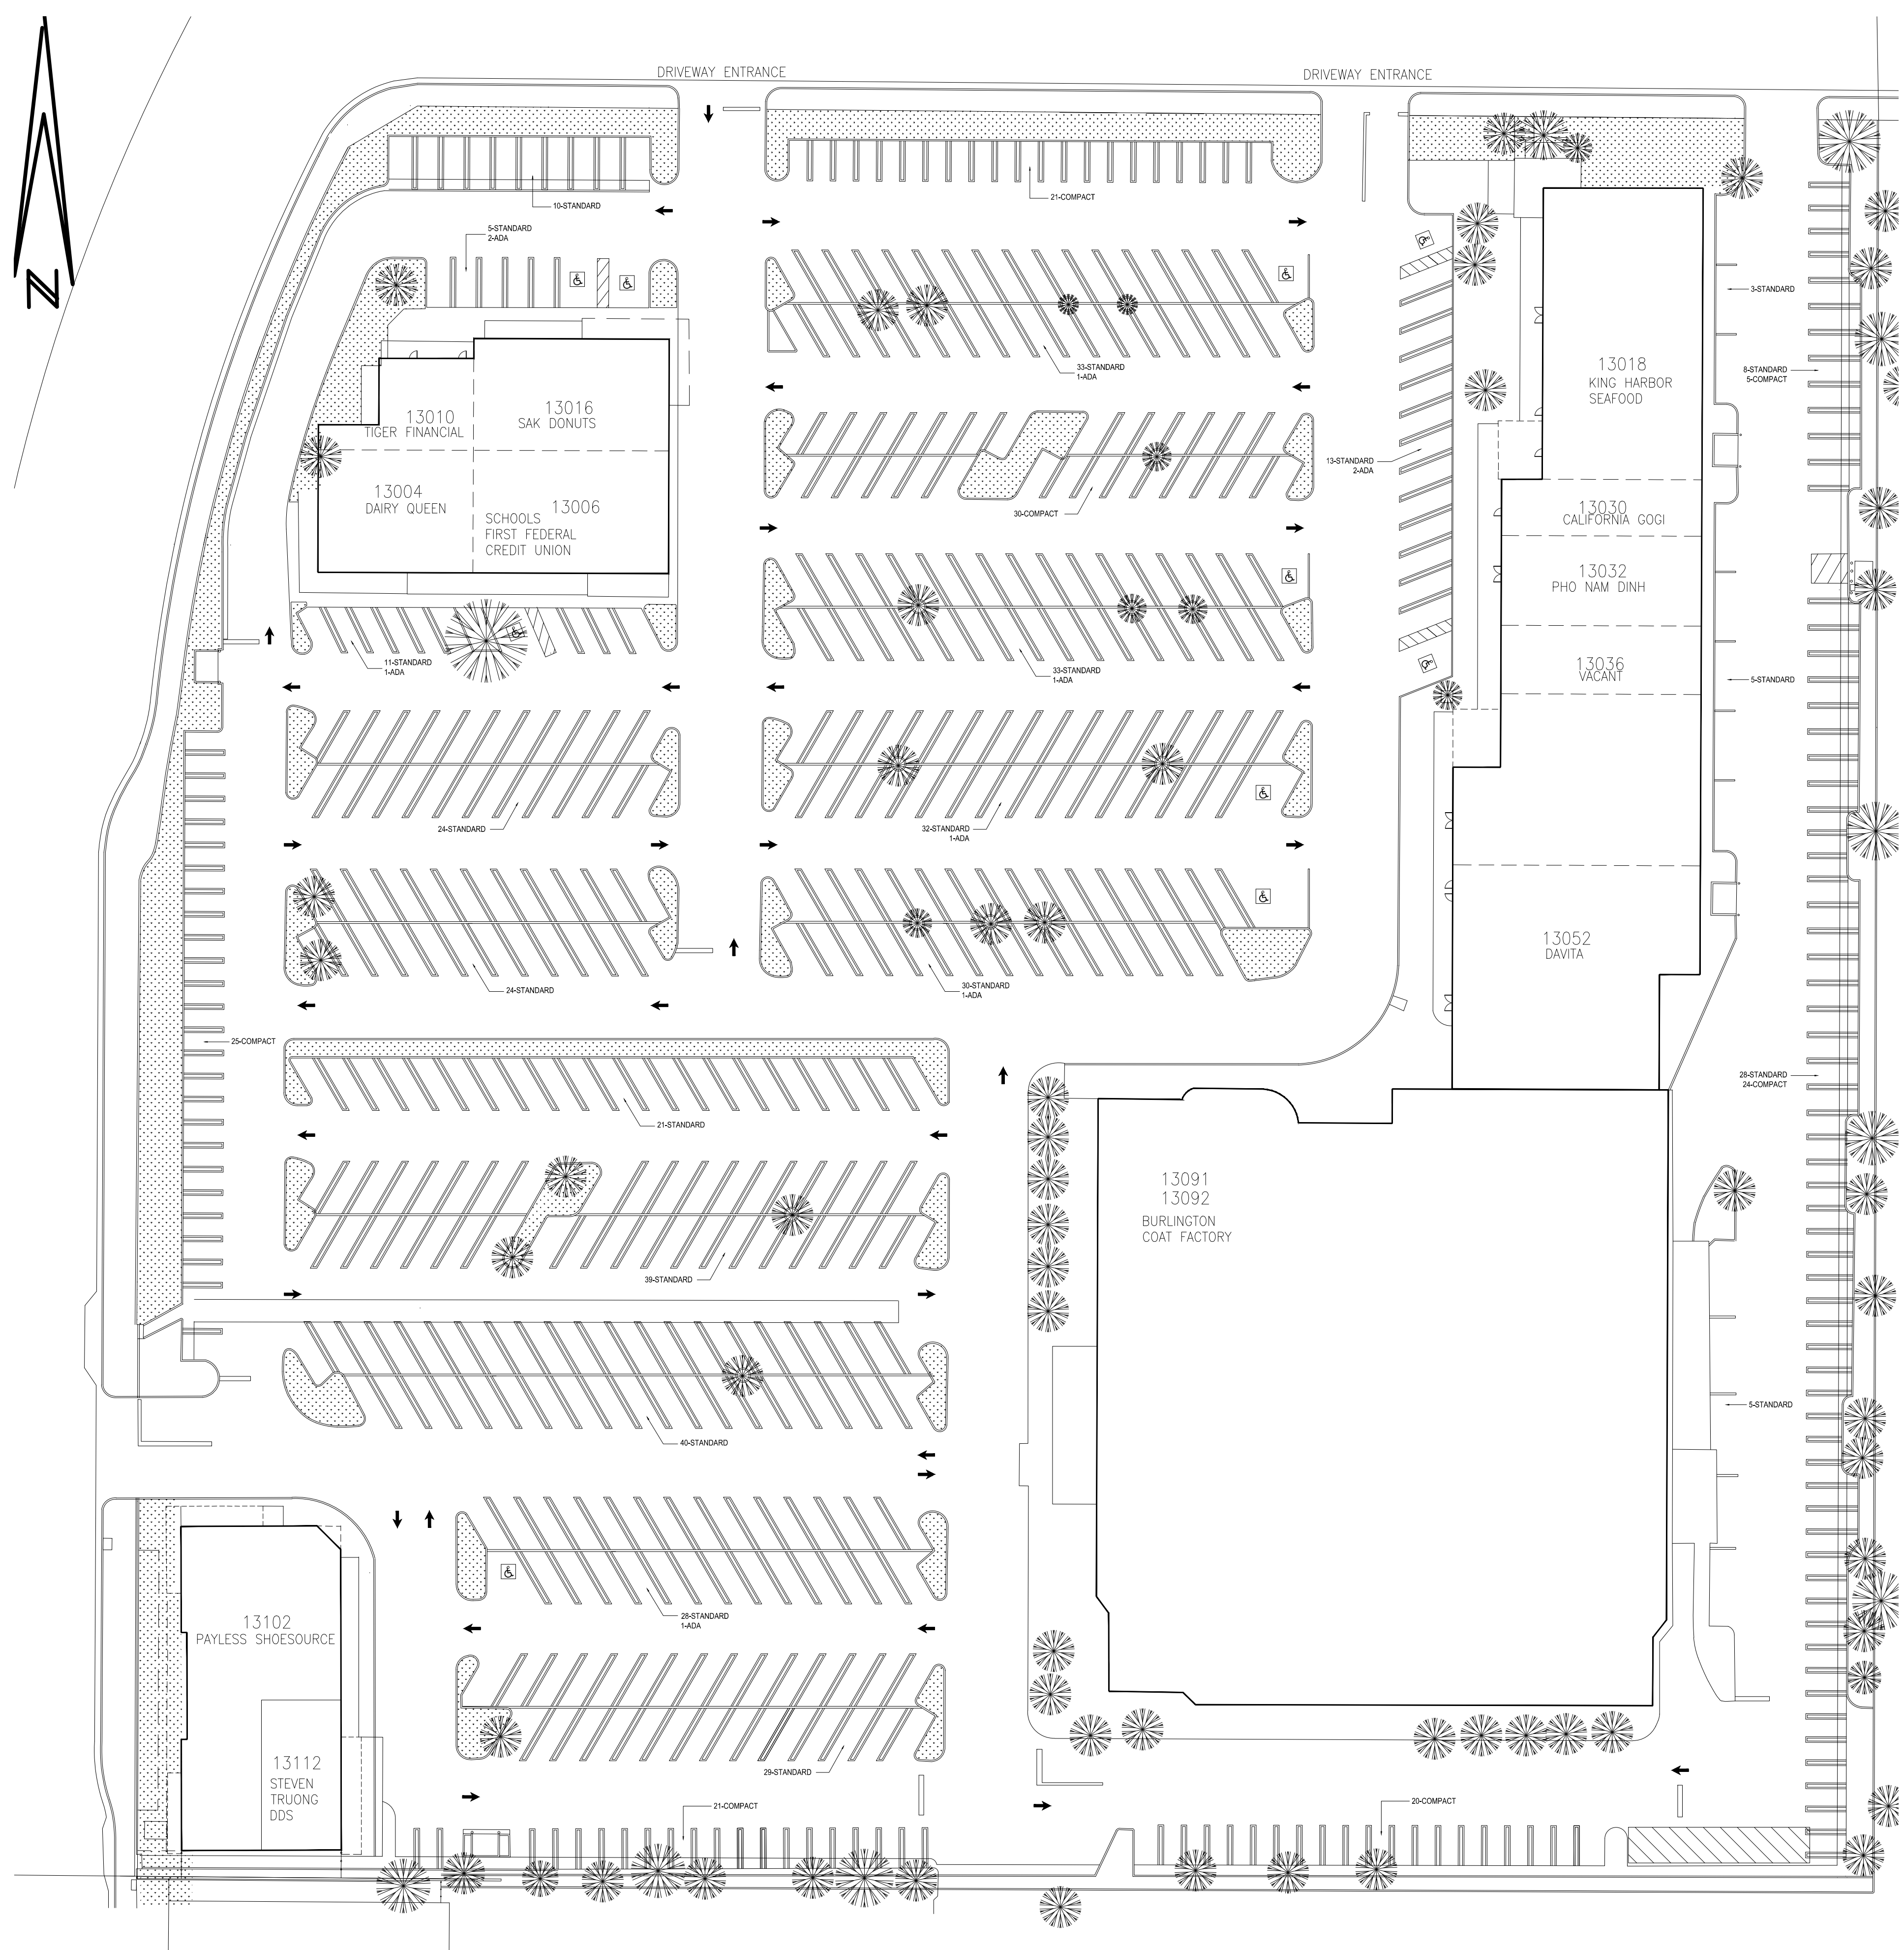 DRIVEWAY ENTRANCE
DRIVEWAY ENTRANCE
N
10-STANDARD
21-COMPACT
5-STANDARD
2-ADA
3-STANDARD
33-STANDARD
1-ADA
13018
KING HARBOR
SEAFOOD
8-STANDARD
5-COMPACT
13010
TIGER FINANCIAL
13016
SAK DONUTS
13-STANDARD
2-ADA
13004
DAIRY QUEEN
13006
SCHOOLS
FIRST FEDERAL
CREDIT UNION
30-COMPACT
13030
CALIFORNIA GOGI
13032
PHO NAM DINH
11-STANDARD
1-ADA
33-STANDARD
1-ADA
13036
VACANT
5-STANDARD
24-STANDARD
32-STANDARD
1-ADA
13052
DAVITA
24-STANDARD
30-STANDARD
1-ADA
25-COMPACT
28-STANDARD
24-COMPACT
21-STANDARD
13091
13092
BURLINGTON
COAT FACTORY
39-STANDARD
5-STANDARD
40-STANDARD
28-STANDARD
1-ADA
13102
PAYLESS SHOESOURCE
13112
STEVEN
TRUONG
DDS
29-STANDARD
21-COMPACT
20-COMPACT